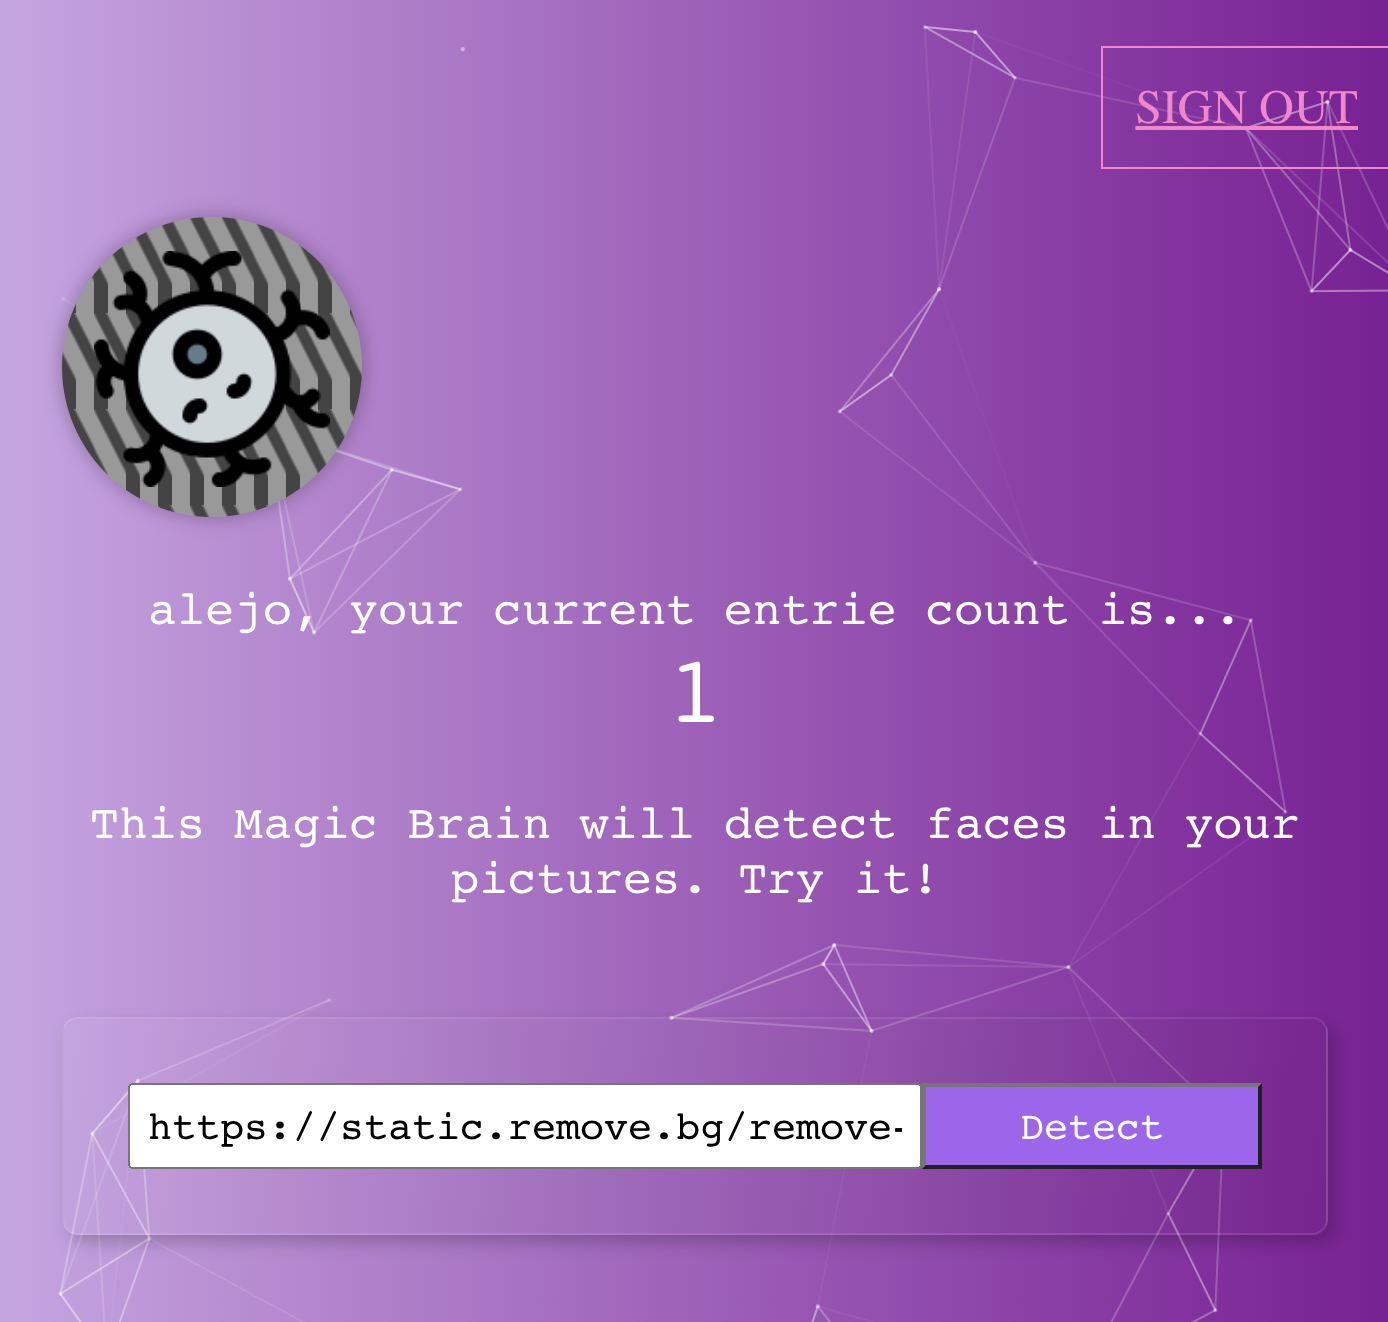 SIGN OUT
alejo, your current entrie count is...
1
This Magic Brain will detect faces in your
pictures. Try it!
https://static.remove.bg/remove-
Detect